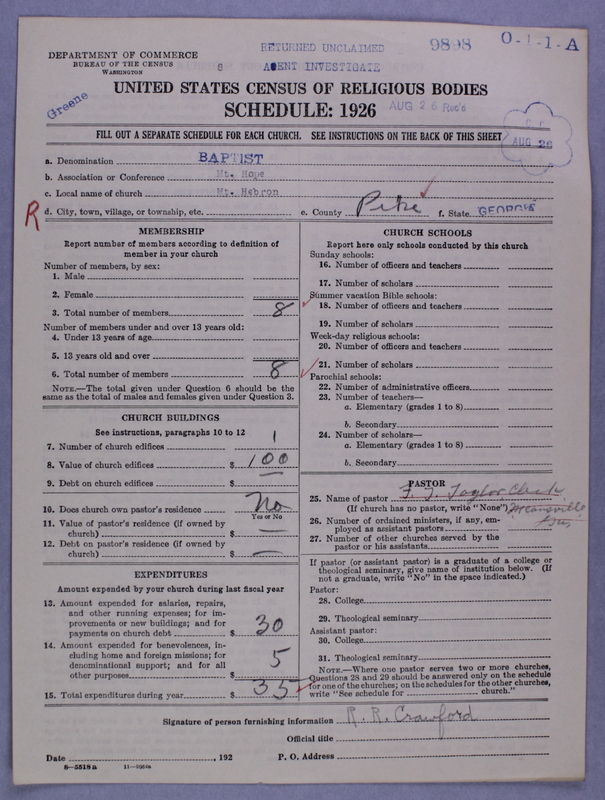 RETURNED UNCLAIMED
9898
O-1-1-A
DEPARTMENT OF COMMERCE
BUREAU OF THE CENSUS
WASHINGTON
8
AGENT INVESTIGATE
UNITED STATES CENSUS OF RELIGIOUS BODIES
Greene
SCHEDULE: 1926
AUG 26 Rec'd
FILL OUT A SEPARATE SCHEDULE FOR EACH CHURCH. SEE INSTRUCTIONS ON THE BACK OF THIS SHEET
AUG 26
a. Denomination BAPTIST
b. Association or Conference Mt. Hope
c. Local name of church Mt. Hebron
R d. City, town, village, or township, etc. e. County Pike f. State GEORGIA
MEMBERSHIP
Report number of members according to definition of
member in your church
Number of members, by sex:
1. Male
2. Female
3. Total number of members 8
Number of members under and over 13 years old:
4. Under 13 years of age
5. 13 years old and over
6. Total number of members 8
NOTE.—The total given under Question 6 should be
same as the total of males and females given under Question 3.
CHURCH BUILDINGS
See instructions, paragraphs 10 to 12
7. Number of church edifices 1
8. Value of church edifices $ 100
9. Debt on church edifices $ —
10. Does church own pastor's residence No
Yes or No
11. Value of pastor's residence (if owned by
church) $ —
12. Debt on pastor's residence (if owned by
church) $ —
EXPENDITURES
Amount expended by your church during last fiscal year
13. Amount expended for salaries, repairs,
and other running expenses; for im-
provements or new buildings; and for
payments on church debt $ 30
14. Amount expended for benevolences, in-
cluding home and foreign missions; for
denominational support; and for all
other purposes $ 5
15. Total expenditures during year $ 35
CHURCH SCHOOLS
Report here only schools conducted by this church
Sunday schools:
16. Number of officers and teachers
17. Number of scholars
Summer vacation Bible schools:
18. Number of officers and teachers
19. Number of scholars
Week-day religious schools:
20. Number of officers and teachers
21. Number of scholars
Parochial schools:
22. Number of administrative officers
23. Number of teachers—
a. Elementary (grades 1 to 8)
b. Secondary
24. Number of scholars—
a. Elementary (grades 1 to 8)
b. Secondary
PASTOR
25. Name of pastor F. J. Taylor Clerk
(If church has no pastor, write "None") Meansville
26. Number of ordained ministers, if any, em-
ployed as assistant pastors
27. Number of other churches served by the
pastor or his assistants
If pastor (or assistant pastor) is a graduate of a college or
theological seminary, give name of institution below. (If
not a graduate, write "No" in the space indicated.)
Pastor:
28. College
29. Theological seminary
Assistant pastor:
30. College
31. Theological seminary
NOTE.—Where one pastor serves two or more churches,
Questions 28 and 29 should be answered only on the schedule
for one of the churches; on the schedules for the other churches,
write "See schedule for church."
Signature of person furnishing information R. R. Crawford
Official title
Date , 192 P. O. Address
8—5518 a